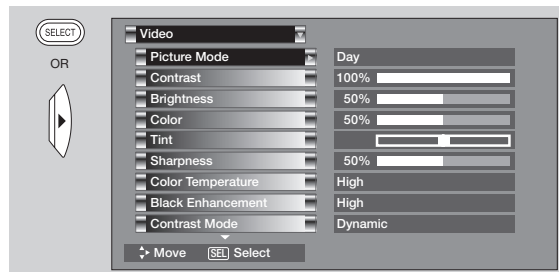 SELECT
OR
Video
Picture Mode Day
Contrast 100%
Brightness 50%
Color 50%
Tint
Sharpness 50%
Color Temperature High
Black Enhancement High
Contrast Mode Dynamic
Move SEL Select